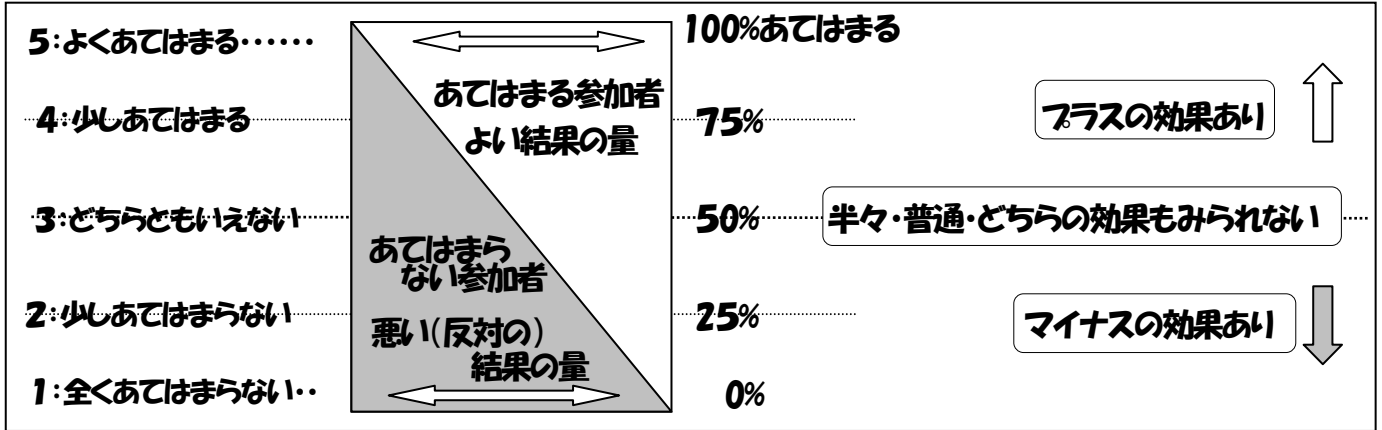 5:よくあてはまる‥‥‥
4:少しあてはまる
3:どちらともいえない
2:少しあてはまらない
1:全くあてはまらない‥
あてはまる参加者
よい結果の量
あてはまら
ない参加者
悪い(反対の)
結果の量
100%あてはまる
75%
50%
25%
0%
プラスの効果あり
半々・普通・どちらの効果もみられない
マイナスの効果あり